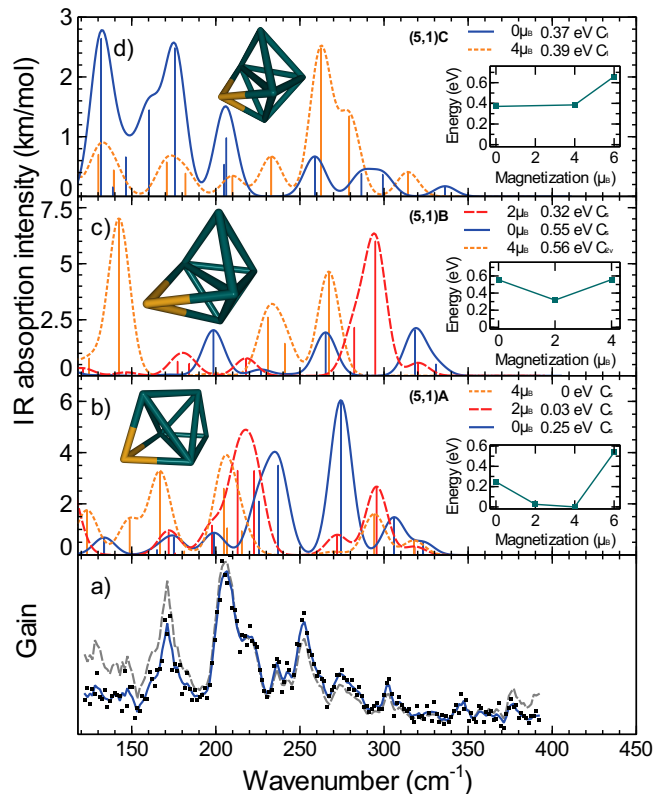 IR absoprtion intensity (km/mol)
Gain
d)
(5,1)C
0μB 0.37 eV C₁
4μB 0.39 eV C₁
3
2
1
0
Energy (eV)
0.6
0.4
0.2
0
0 2 4 6
Magnetization (μB)
c)
(5,1)B
2μB 0.32 eV Cₛ
0μB 0.55 eV Cₛ
4μB 0.56 eV C₂ᵥ
7.5
5
2.5
0
Energy (eV)
0.6
0.4
0.2
0
0 2 4
Magnetization (μB)
b)
(5,1)A
4μB 0 eV Cₛ
2μB 0.03 eV Cₛ
0μB 0.25 eV Cₛ
6
4
2
0
Energy (eV)
0.6
0.4
0.2
0
0 2 4 6
Magnetization (μB)
a)
150 200 250 300 350 400 450
Wavenumber (cm⁻¹)